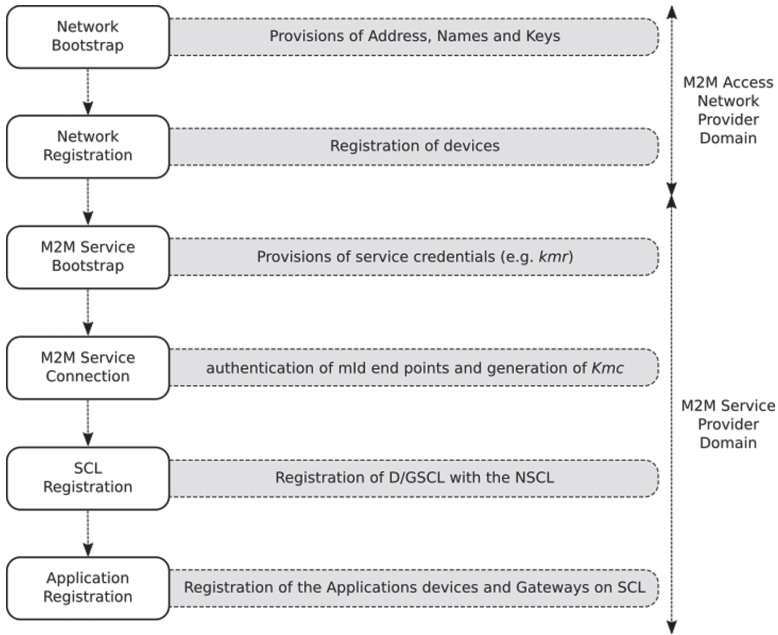 Network
Bootstrap
Provisions of Address, Names and Keys
M2M Access
Network
Provider
Domain
Network
Registration
Registration of devices
M2M Service
Bootstrap
Provisions of service credentials (e.g. kmr)
M2M Service
Connection
authentication of mId end points and generation of Kmc
M2M Service
Provider
Domain
SCL
Registration
Registration of D/GSCL with the NSCL
Application
Registration
Registration of the Applications devices and Gateways on SCL